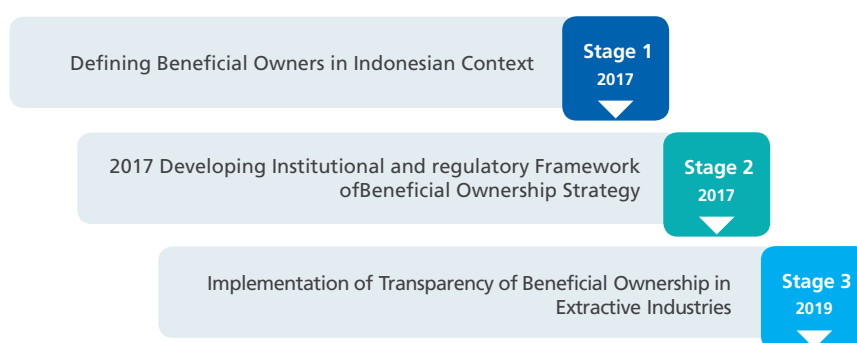 Defining Beneficial Owners in Indonesian Context
Stage 1
2017
2017 Developing Institutional and regulatory Framework
ofBeneficial Ownership Strategy
Stage 2
2017
Implementation of Transparency of Beneficial Ownership in
Extractive Industries
Stage 3
2019